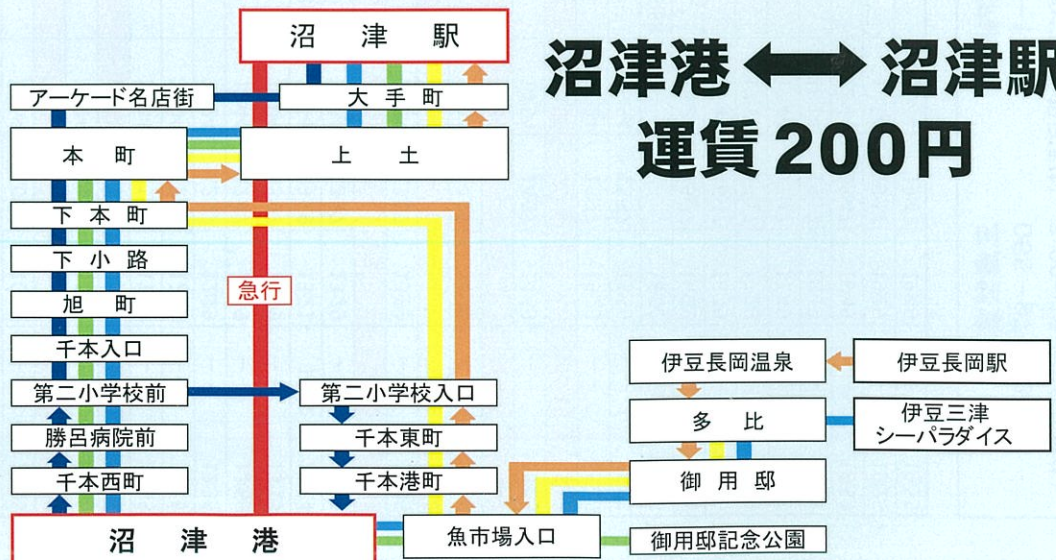 沼津駅
沼津港 ⟷ 沼津駅
運賃200円
アーケード名店街
大手町
本町
上土
下本町
下小路
急行
旭町
千本入口
伊豆長岡温泉
伊豆長岡駅
第二小学校前
第二小学校入口
多比
伊豆三津
シーパラダイス
勝呂病院前
千本東町
千本西町
千本港町
御用邸
沼津港
魚市場入口
御用邸記念公園